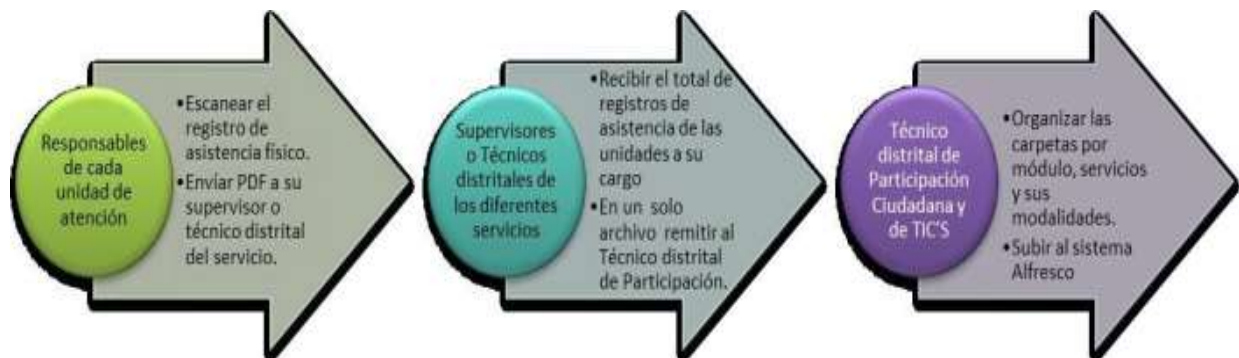 Responsables
de cada
unidad de
atención
•Escanear el
registro de
asistencia físico.
•Enviar PDF a su
supervisor o
técnico distrital
del servicio.
Supervisores
o Técnicos
distritales de
los diferentes
servicios
•Recibir el total de
registros de
asistencia de las
unidades a su
cargo
•En un solo
archivo remitir al
Técnico distrital
de Participación.
Técnico
distrital de
Participación
Ciudadana y
de TIC'S
•Organizar las
carpetas por
módulo, servicios
y sus
modalidades.
•Subir al sistema
Alfresco